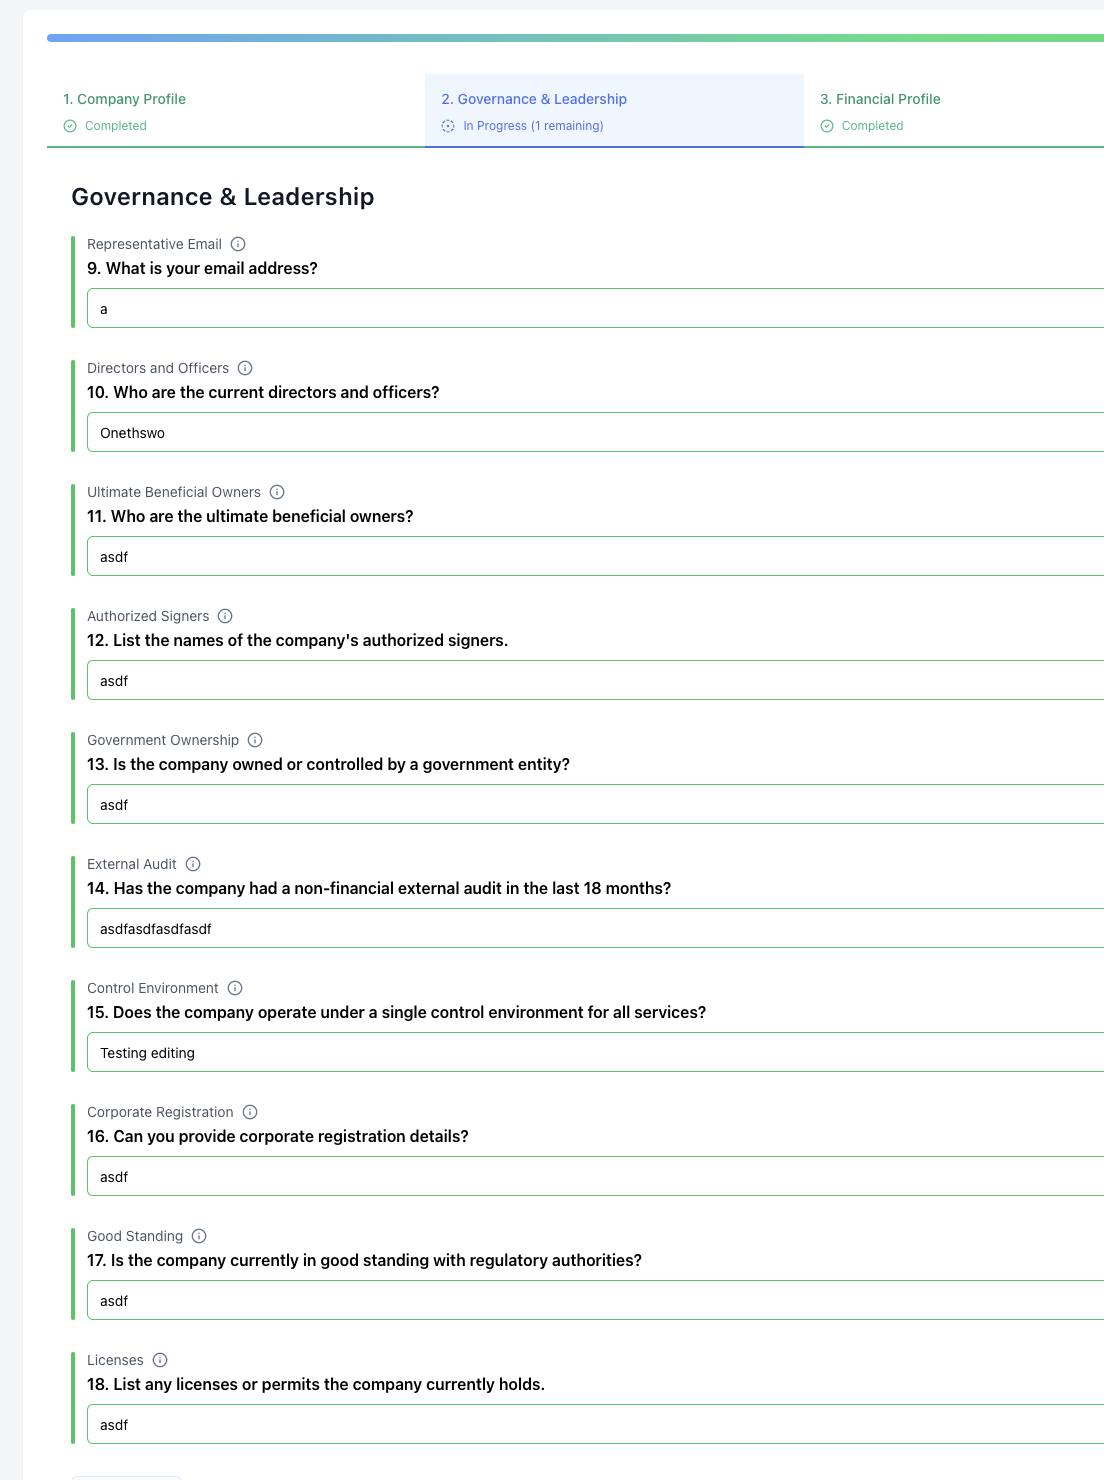 1. Company Profile
Completed
2. Governance & Leadership
In Progress (1 remaining)
3. Financial Profile
Completed
Governance & Leadership
Representative Email
9. What is your email address?
a
Directors and Officers
10. Who are the current directors and officers?
Onethswo
Ultimate Beneficial Owners
11. Who are the ultimate beneficial owners?
asdf
Authorized Signers
12. List the names of the company's authorized signers.
asdf
Government Ownership
13. Is the company owned or controlled by a government entity?
asdf
External Audit
14. Has the company had a non-financial external audit in the last 18 months?
asdfasdfasdfasdf
Control Environment
15. Does the company operate under a single control environment for all services?
Testing editing
Corporate Registration
16. Can you provide corporate registration details?
asdf
Good Standing
17. Is the company currently in good standing with regulatory authorities?
asdf
Licenses
18. List any licenses or permits the company currently holds.
asdf